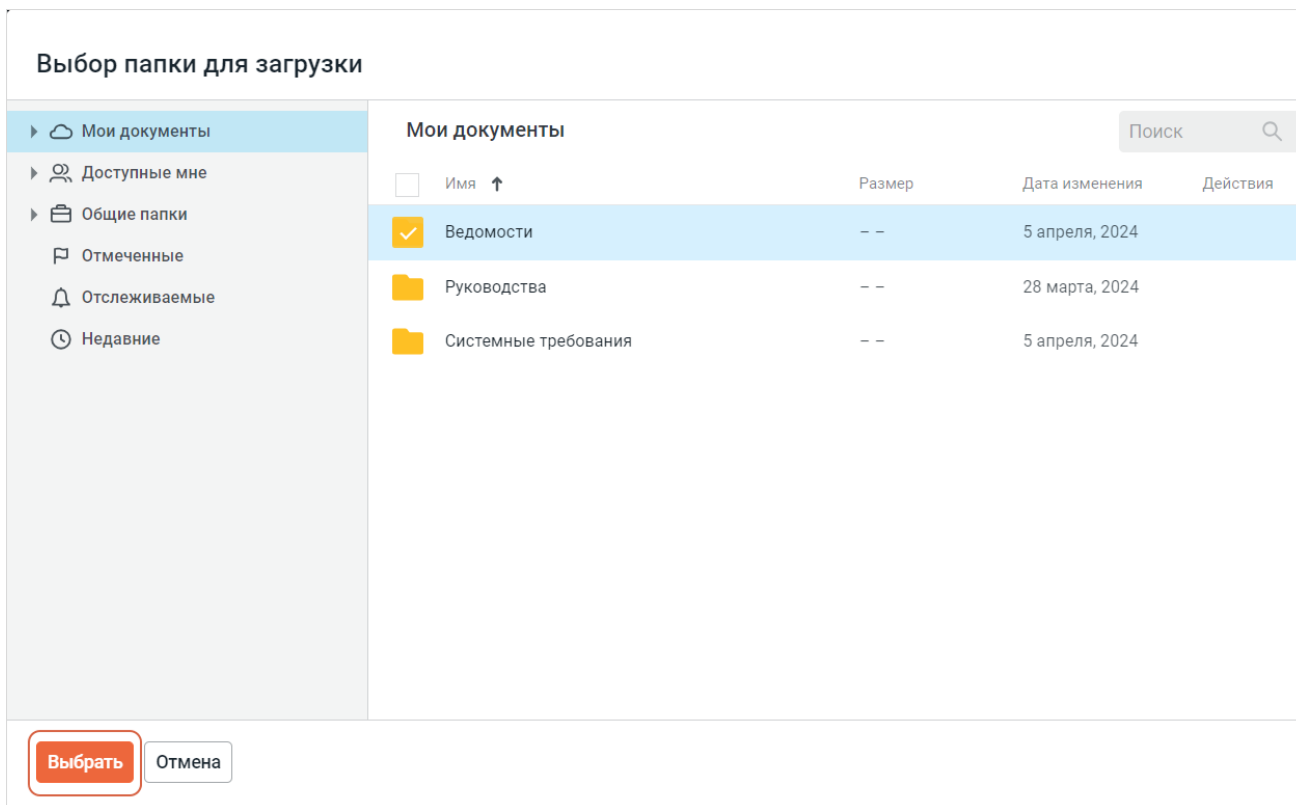 Выбор папки для загрузки
Мои документы
Доступные мне
Общие папки
Отмеченные
Отслеживаемые
Недавние
Мои документы
Поиск
Имя Размер Дата изменения Действия
Ведомости – – 5 апреля, 2024
Руководства – – 28 марта, 2024
Системные требования – – 5 апреля, 2024
Выбрать Отмена